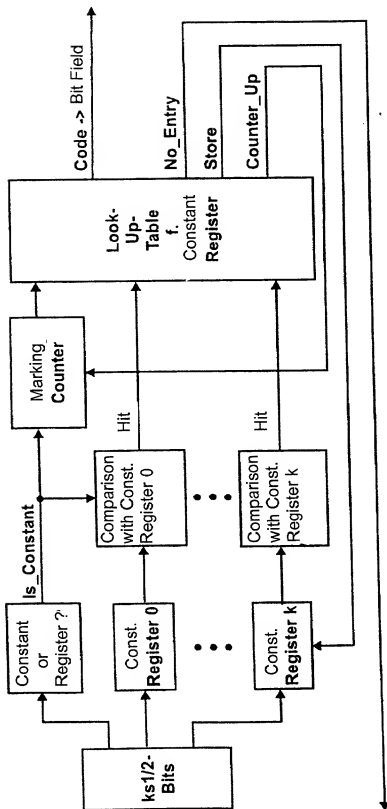 ks1/2-
Bits
Constant
or
Register ?
Is_Constant
Const.
Register 0
Const.
Register k
Marking
Counter
Comparison
with Const.
Register 0
Comparison
with Const.
Register k
Hit
Hit
Look-
Up-
Table
f.
Constant
Register
Code -> Bit Field
No_Entry
Store
Counter_Up